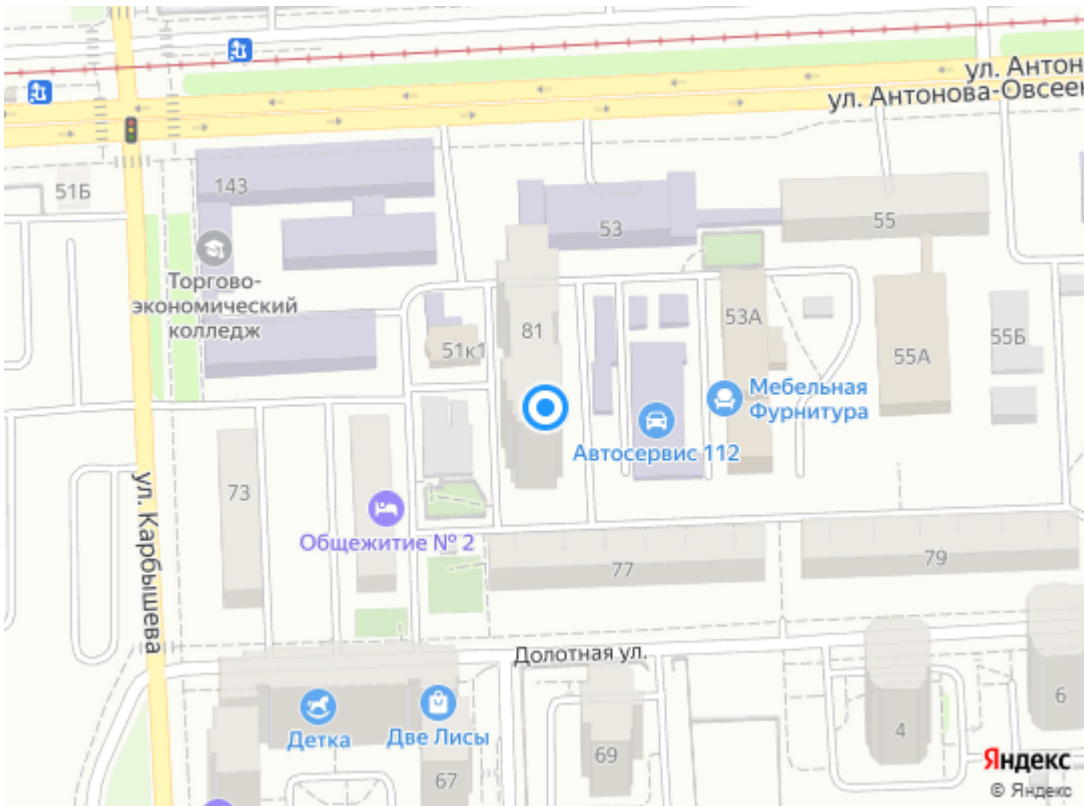 ул. Антон
ул. Антонова-Овсеен
143
51Б
53
55
Торгово-
экономический
колледж
51к1
81
53А
55А
55Б
Мебельная
Фурнитура
Автосервис 112
73
ул. Карбышева
Общежитие № 2
77
79
Долотная ул.
Детка
Две Лисы
67
69
4
6
Яндекс
© Яндекс